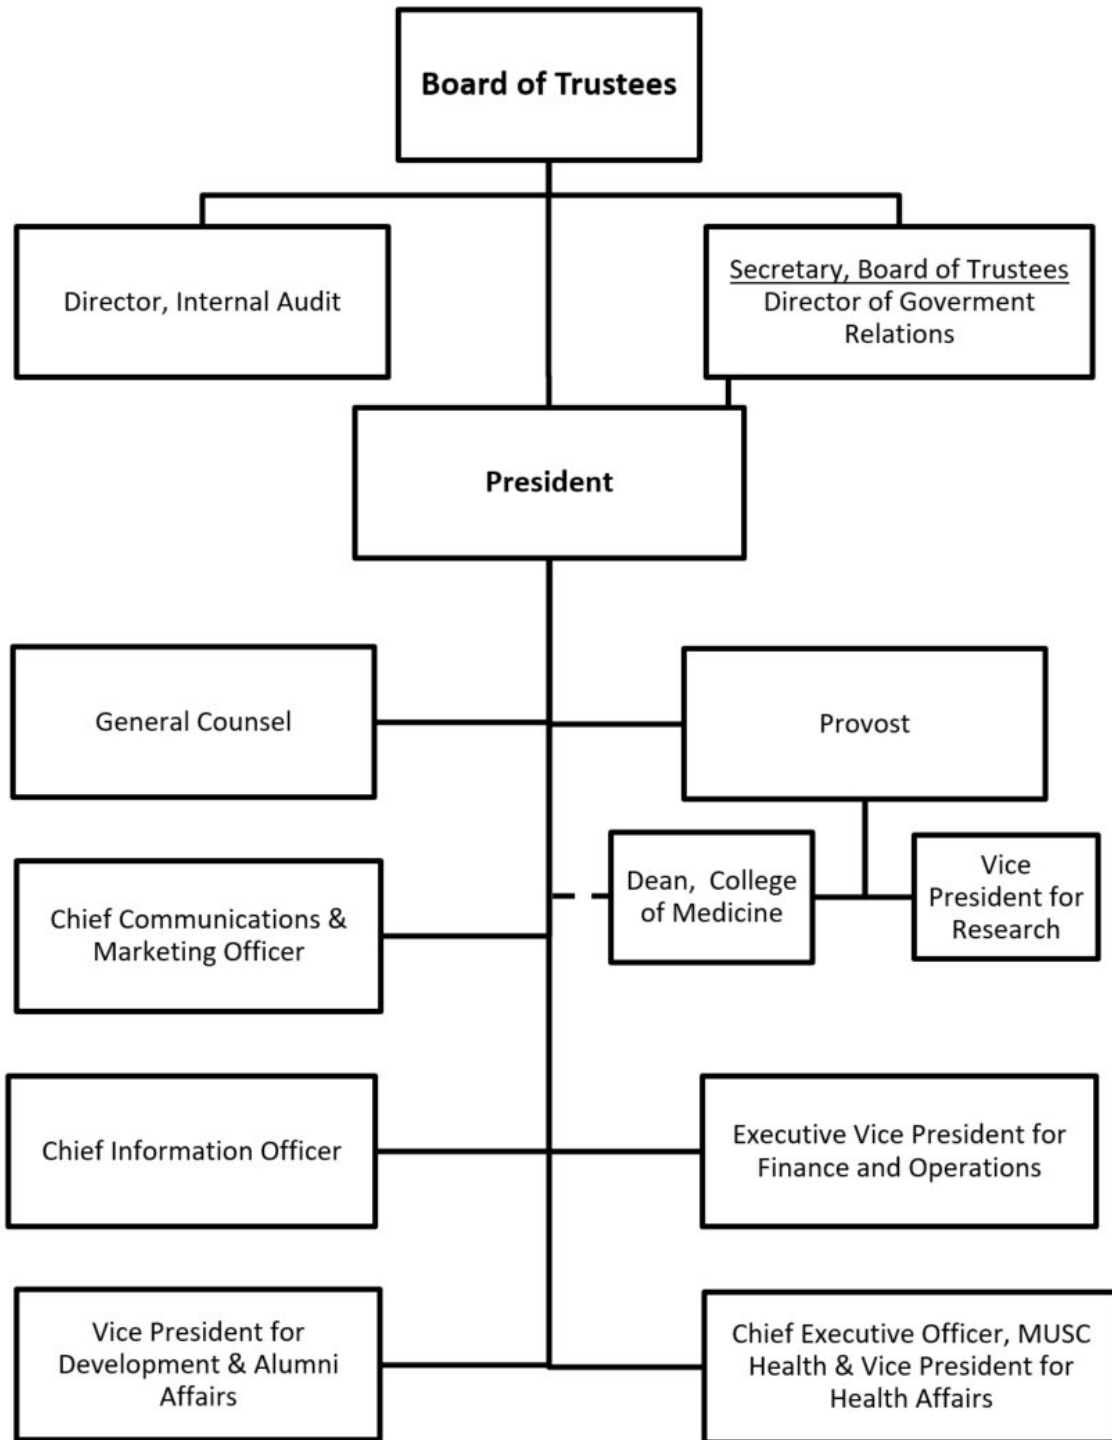 Board of Trustees
Director, Internal Audit
Secretary, Board of Trustees
Director of Goverment
Relations
President
General Counsel
Provost
Dean, College
of Medicine
Vice
President for
Research
Chief Communications &
Marketing Officer
Chief Information Officer
Executive Vice President for
Finance and Operations
Vice President for
Development & Alumni
Affairs
Chief Executive Officer, MUSC
Health & Vice President for
Health Affairs